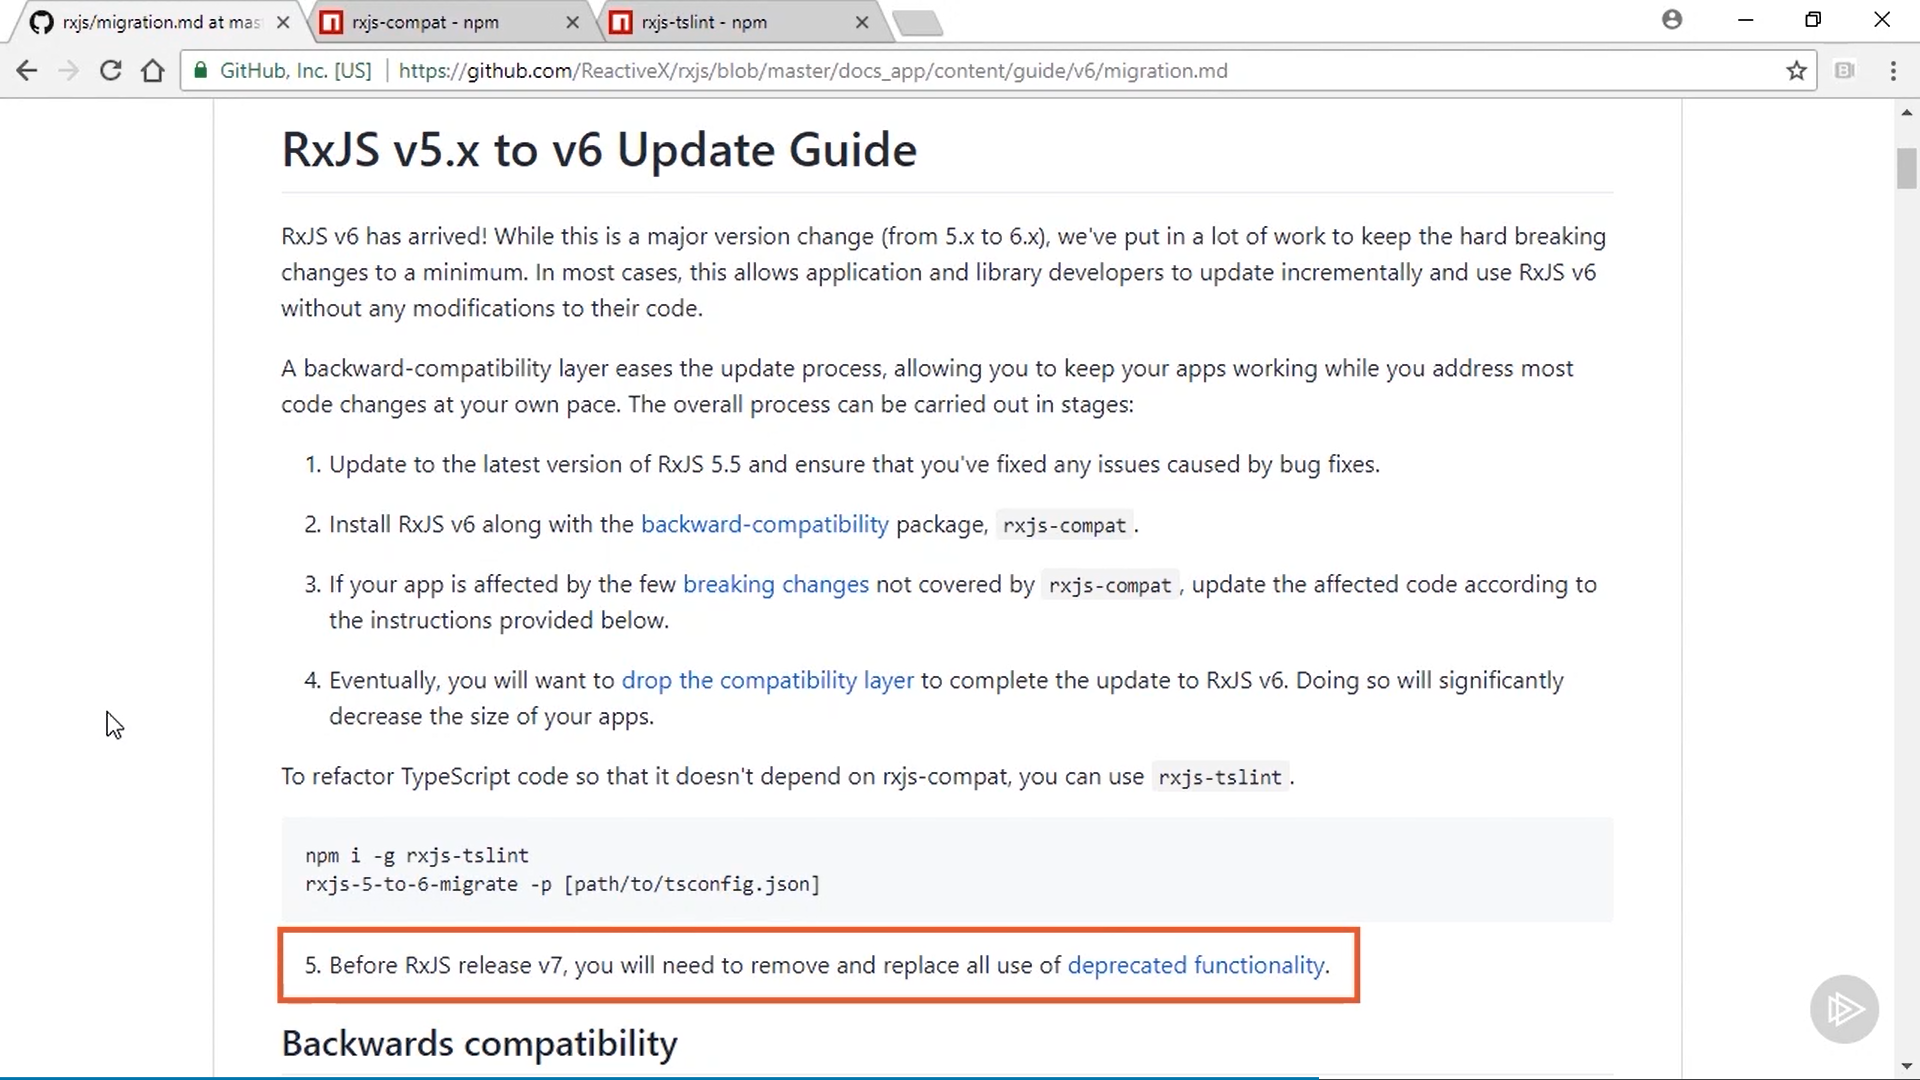 rxjs/migration.md at mas
rxjs-compat - npm
rxjs-tslint - npm
GitHub, Inc. [US]
https://github.com/ReactiveX/rxjs/blob/master/docs_app/content/guide/v6/migration.md
RxJS v5.x to v6 Update Guide
RxJS v6 has arrived! While this is a major version change (from 5.x to 6.x), we've put in a lot of work to keep the hard breaking
changes to a minimum. In most cases, this allows application and library developers to update incrementally and use RxJS v6
without any modifications to their code.
A backward-compatibility layer eases the update process, allowing you to keep your apps working while you address most
code changes at your own pace. The overall process can be carried out in stages:
1. Update to the latest version of RxJS 5.5 and ensure that you've fixed any issues caused by bug fixes.
2. Install RxJS v6 along with the backward-compatibility package, rxjs-compat.
3. If your app is affected by the few breaking changes not covered by rxjs-compat, update the affected code according to
the instructions provided below.
4. Eventually, you will want to drop the compatibility layer to complete the update to RxJS v6. Doing so will significantly
decrease the size of your apps.
To refactor TypeScript code so that it doesn't depend on rxjs-compat, you can use rxjs-tslint.
npm i -g rxjs-tslint
rxjs-5-to-6-migrate -p [path/to/tsconfig.json]
5. Before RxJS release v7, you will need to remove and replace all use of deprecated functionality.
Backwards compatibility